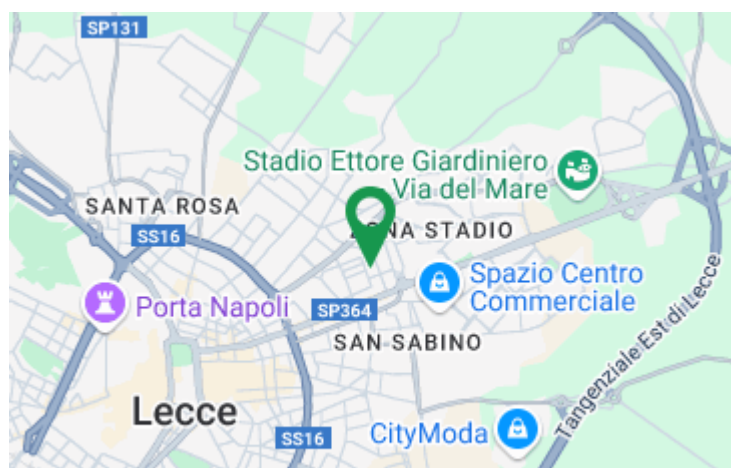 SP131
Stadio Ettore Giardiniero
- Via del Mare
SANTA ROSA
SS16
ZONA STADIO
Porta Napoli
Spazio Centro
Commerciale
SP364
SAN SABINO
Tangenziale Est di Lecce
Lecce
SS16
CityModa